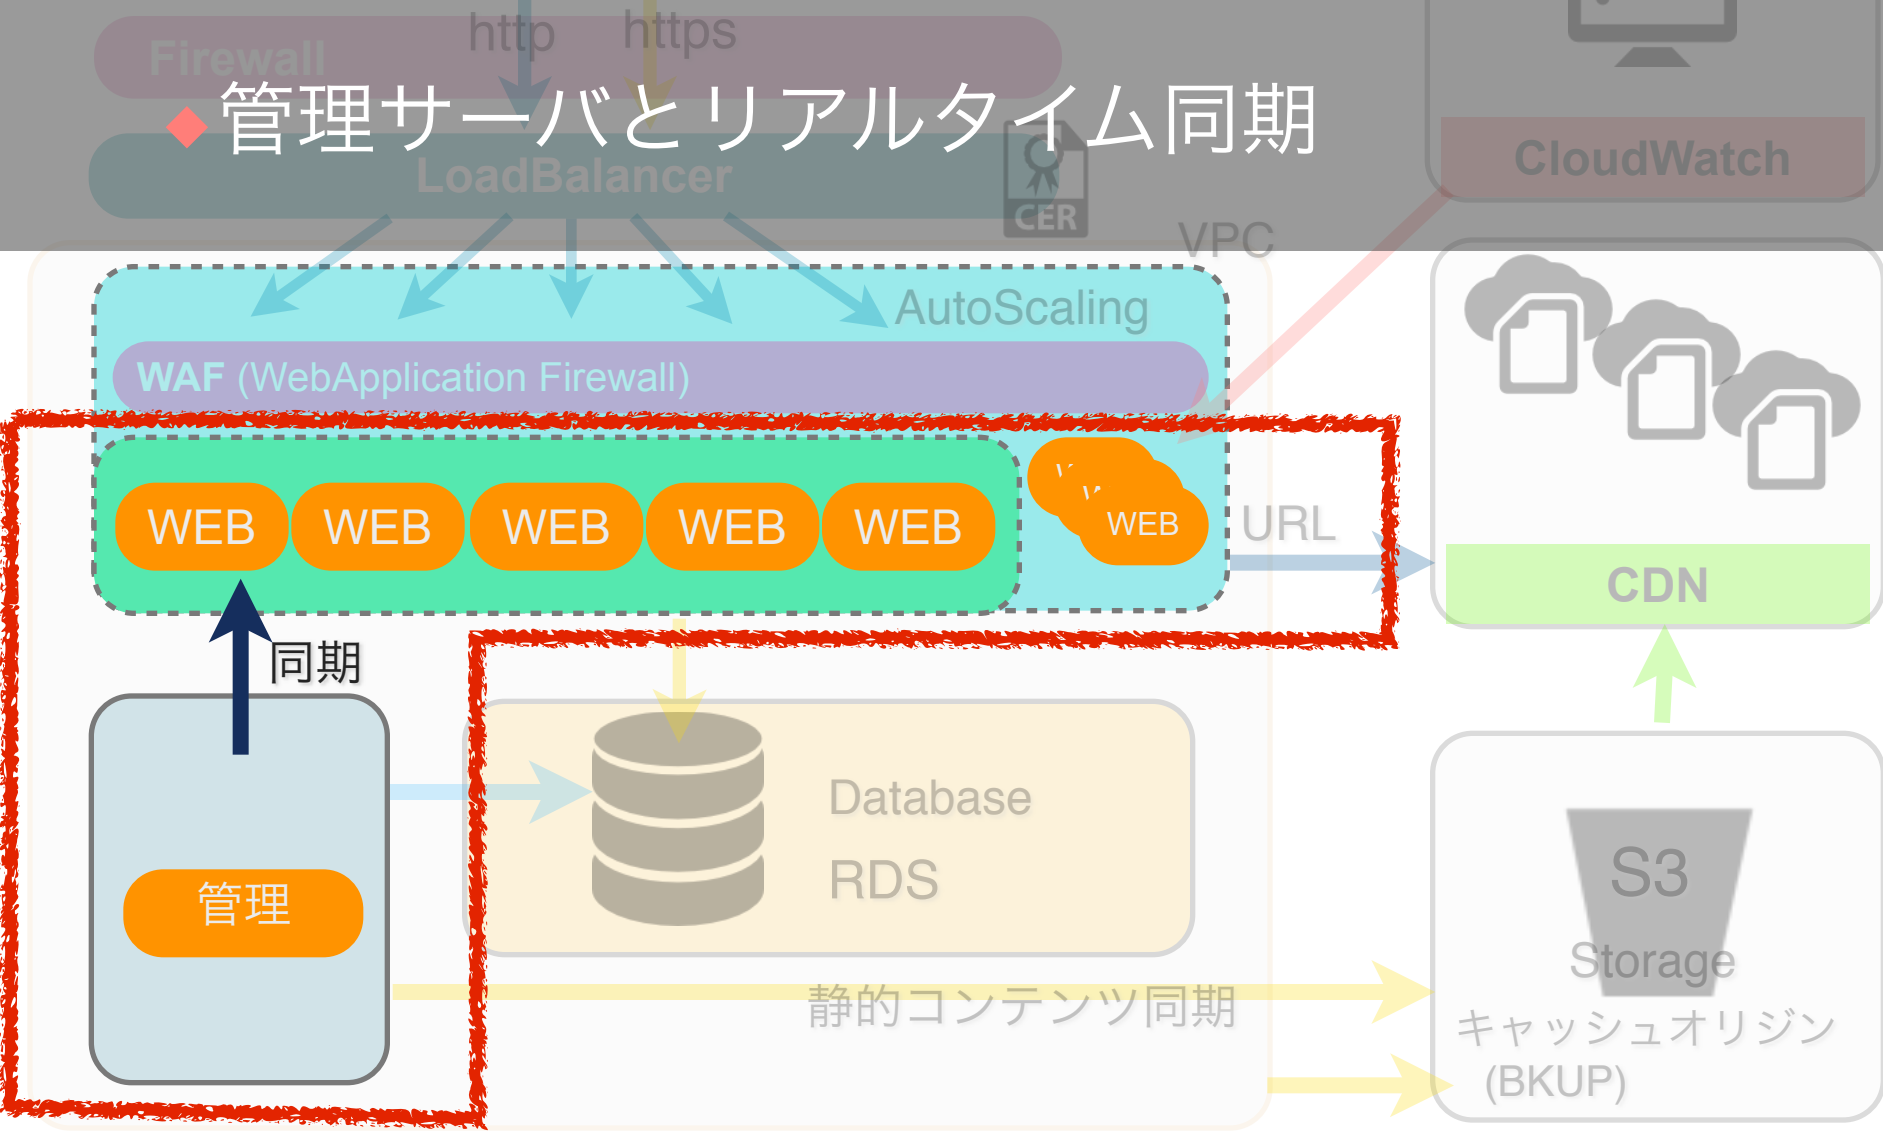 http https
Firewall
◆管理サーバとリアルタイム同期
LoadBalancer
CER
CloudWatch
VPC
AutoScaling
WAF (WebApplication Firewall)
WEB WEB WEB WEB WEB
WEB
URL
CDN
同期
管理
Database
RDS
S3
Storage
静的コンテンツ同期
キャッシュオリジン
(BKUP)